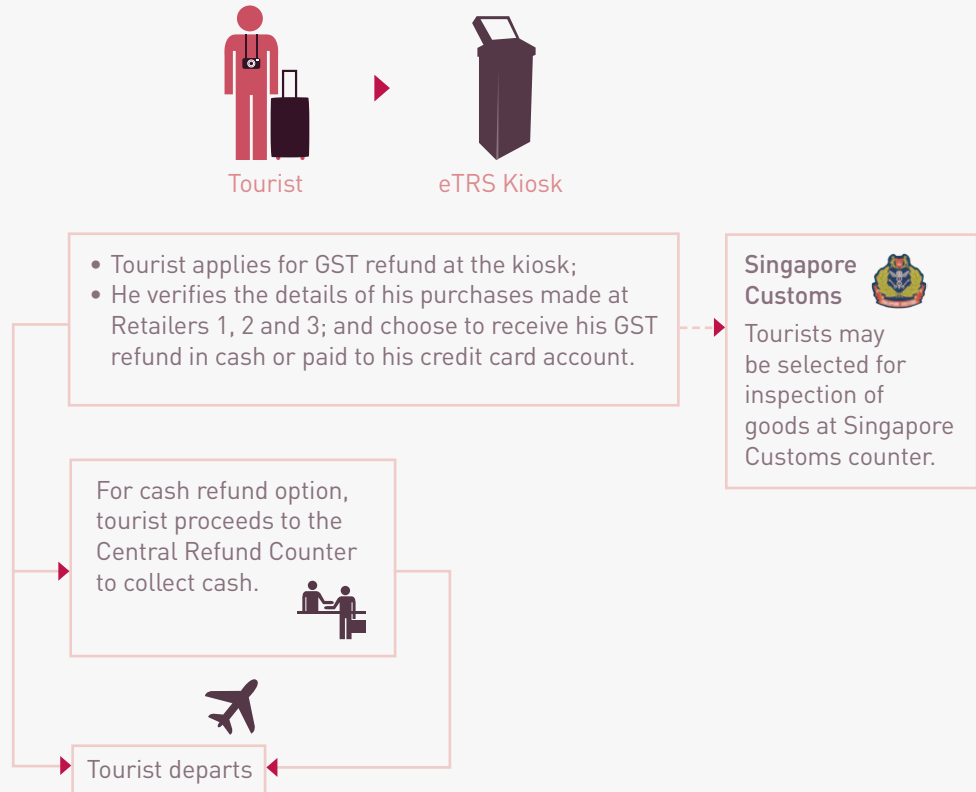 Tourist
eTRS Kiosk
• Tourist applies for GST refund at the kiosk;
• He verifies the details of his purchases made at
Retailers 1, 2 and 3; and choose to receive his GST
refund in cash or paid to his credit card account.
Singapore
Customs
Tourists may
be selected for
inspection of
goods at Singapore
Customs counter.
For cash refund option,
tourist proceeds to the
Central Refund Counter
to collect cash.
Tourist departs